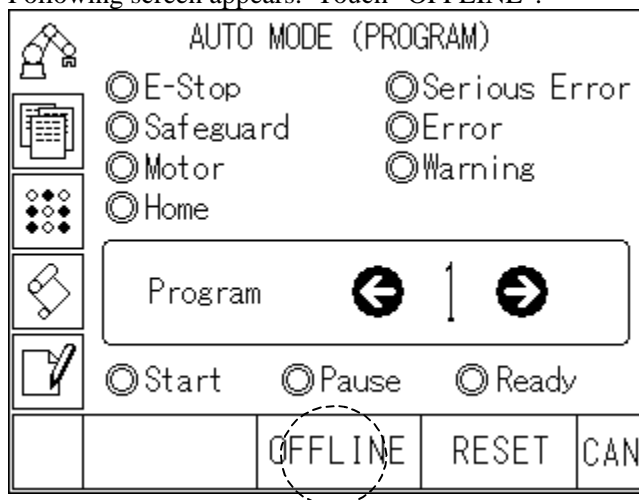 Following screen appears. Touch "OFFLINE".
AUTO MODE (PROGRAM)
E-Stop Serious Error
Safeguard Error
Motor Warning
Home
Program 1
Start Pause Ready
OFFLINE RESET CAN